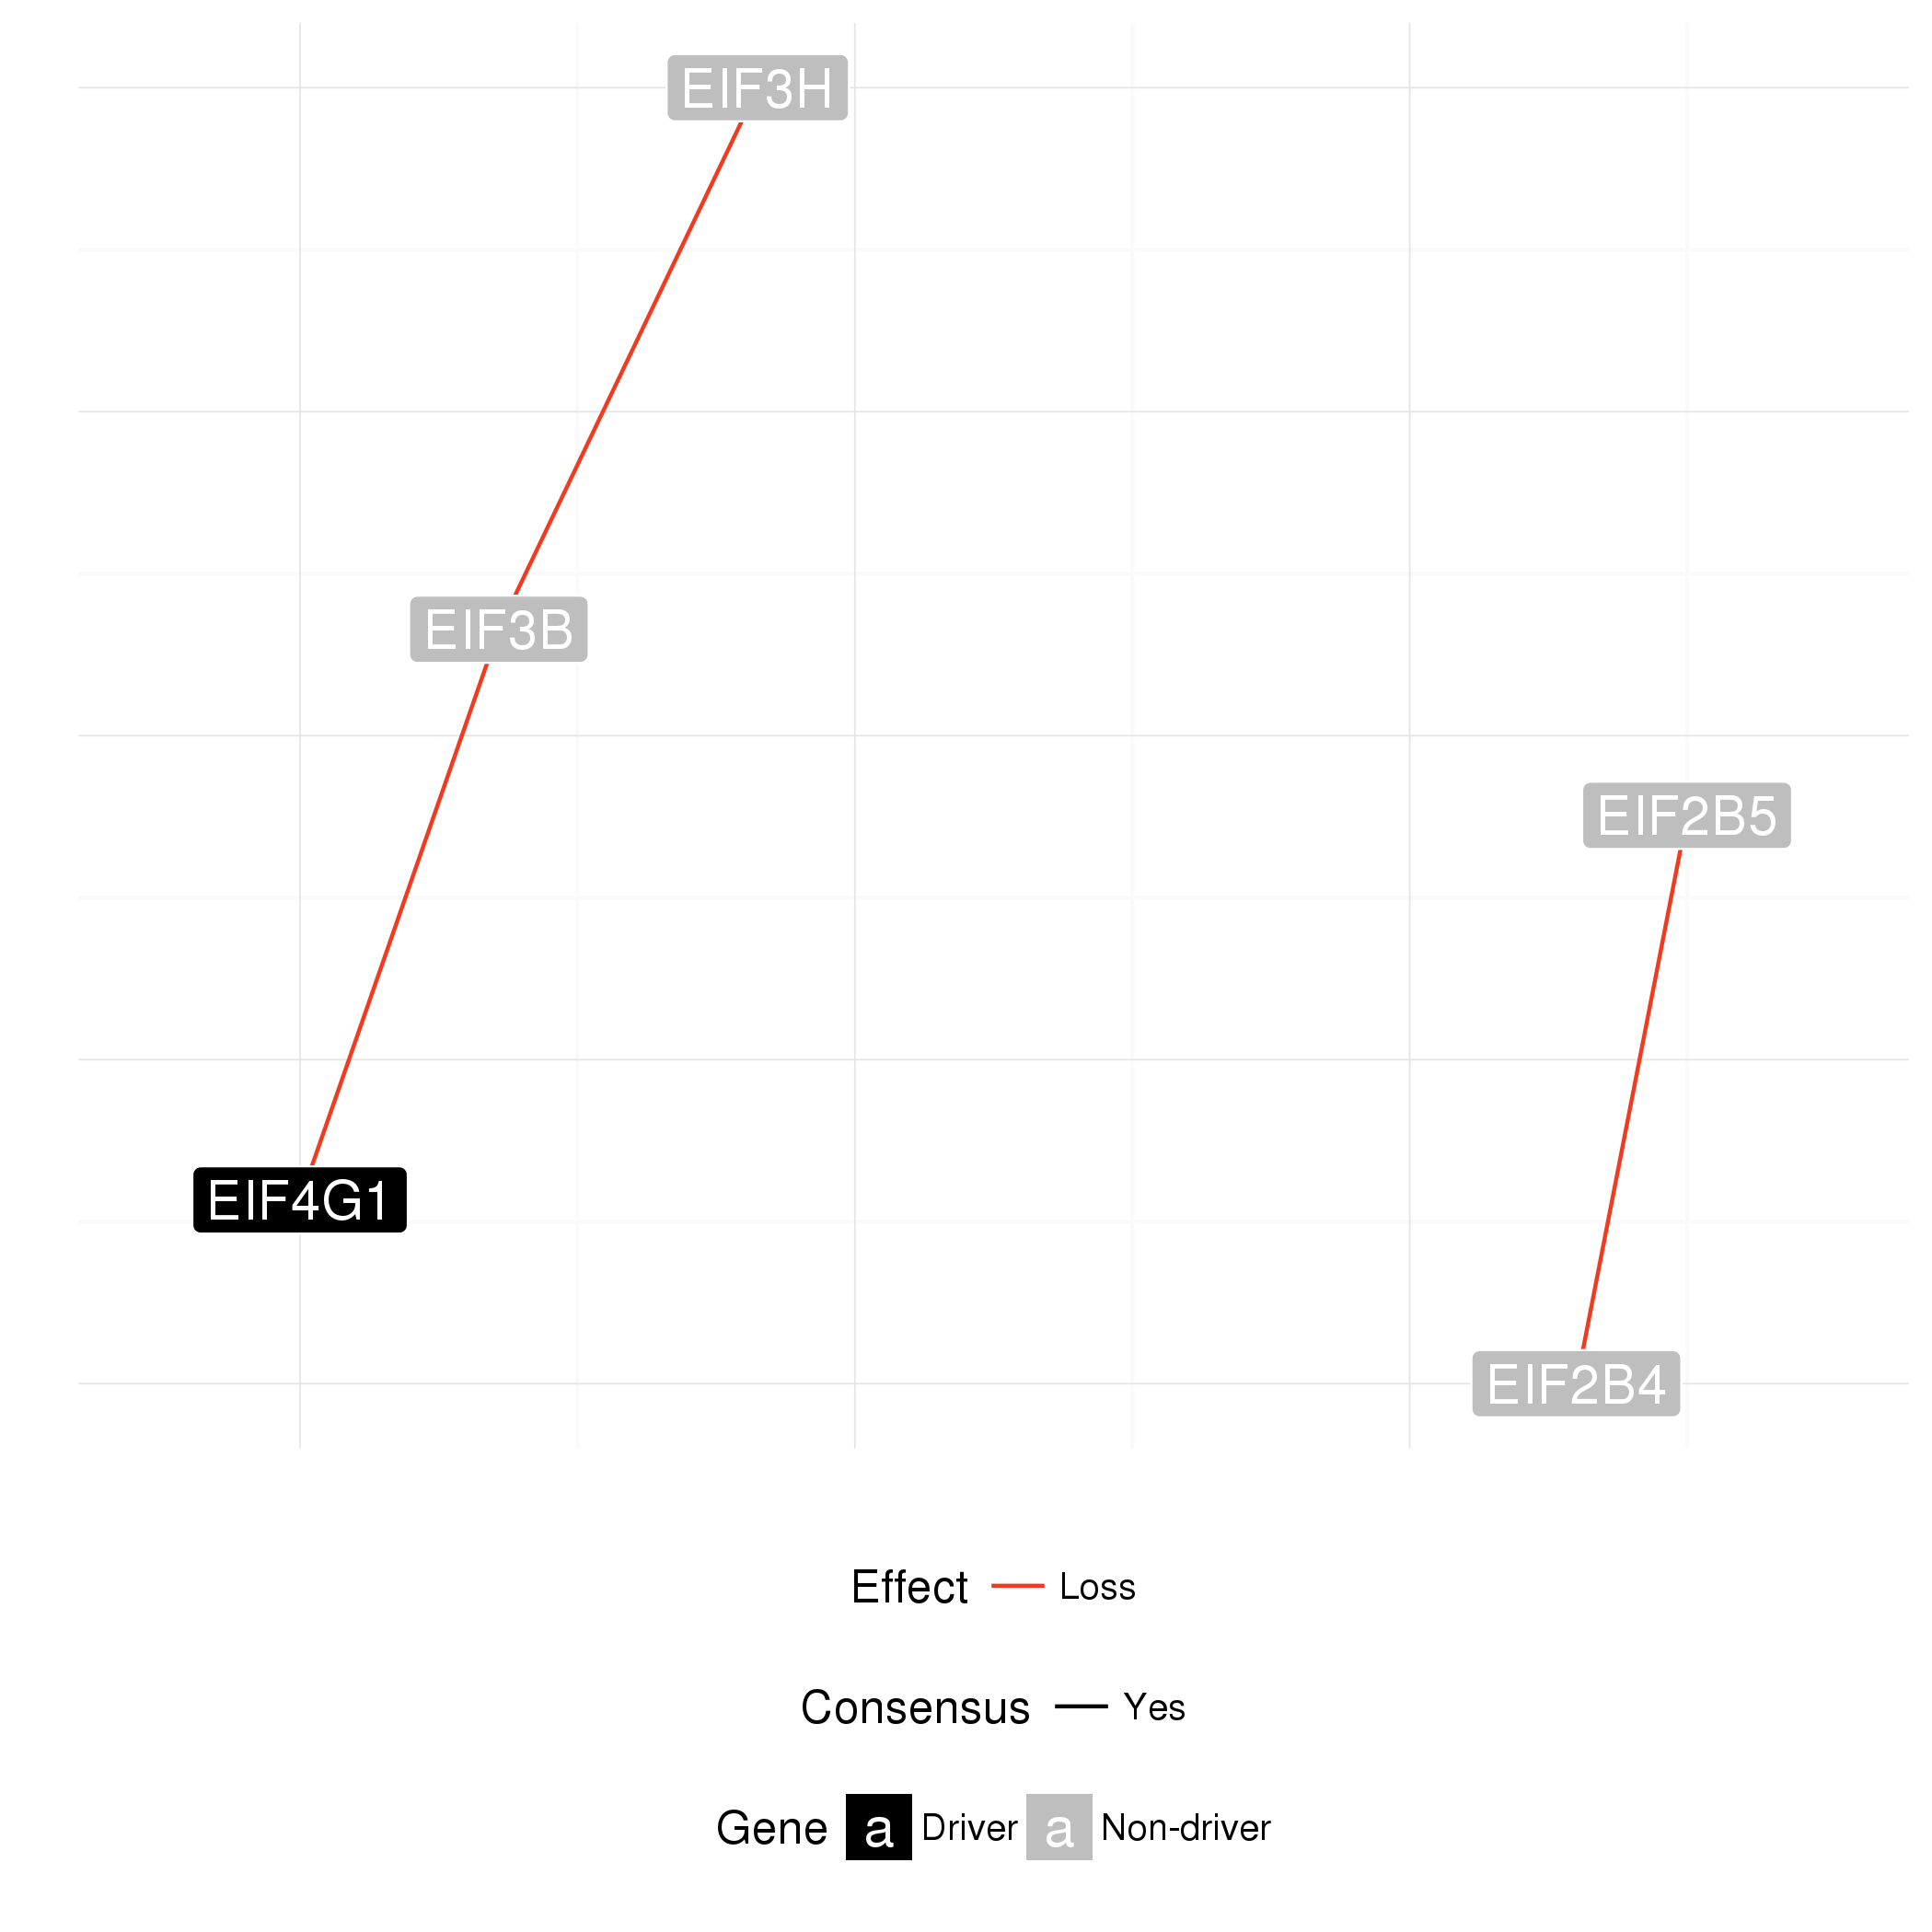 EIF3H
EIF3B
EIF2B5
EIF4G1
EIF2B4
Effect Loss
Consensus Yes
Gene a Driver a Non-driver